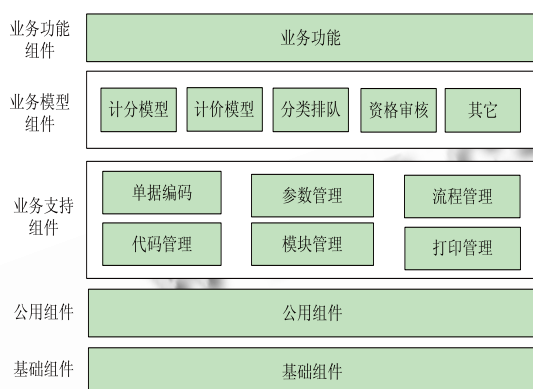 业务功能
组件
业务功能
业务模型
组件
计分模型
计价模型
分类排队
资格审核
其它
业务支持
组件
单据编码
参数管理
流程管理
代码管理
模块管理
打印管理
公用组件
公用组件
基础组件
基础组件